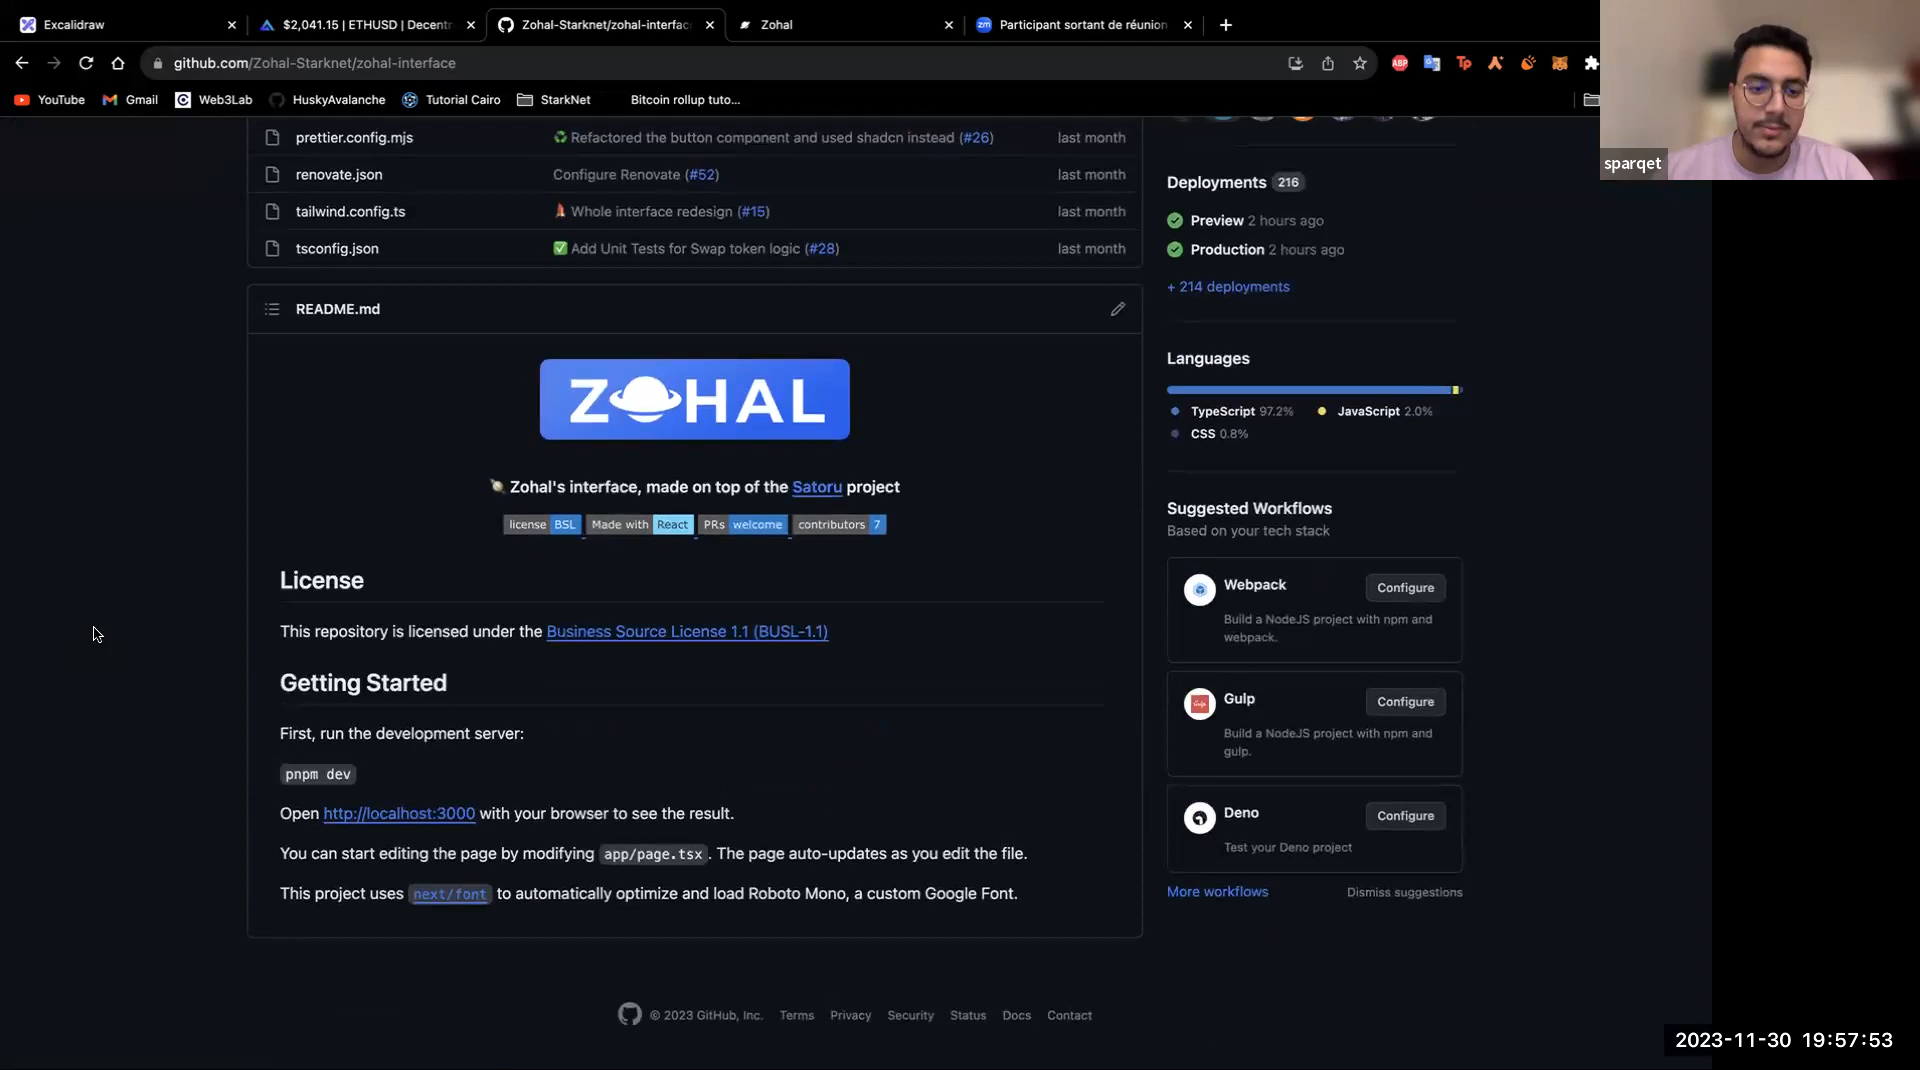 Excalidraw
$2,041.15 | ETHUSD | Decentr
Zohal-Starknet/zohal-interfac
Zohal
zm
Participant sortant de réunion
github.com/Zohal-Starknet/zohal-interface
ABP
Tp
YouTube
Gmail
Web3Lab
HuskyAvalanche
Tutorial Cairo
StarkNet
Bitcoin rollup tuto...
sparqet
prettier.config.mjs
Refactored the button component and used shadcn instead (#26)
last month
renovate.json
Configure Renovate (#52)
last month
tailwind.config.ts
Whole interface redesign (#15)
last month
tsconfig.json
Add Unit Tests for Swap token logic (#28)
last month
README.md
ZOHAL
Zohal's interface, made on top of the Satoru project
license BSL
Made with React
PRs welcome
contributors 7
License
This repository is licensed under the Business Source License 1.1 (BUSL-1.1)
Getting Started
First, run the development server:
pnpm dev
Open http://localhost:3000 with your browser to see the result.
You can start editing the page by modifying app/page.tsx. The page auto-updates as you edit the file.
This project uses next/font to automatically optimize and load Roboto Mono, a custom Google Font.
Deployments 216
Preview 2 hours ago
Production 2 hours ago
+ 214 deployments
Languages
TypeScript 97.2%
JavaScript 2.0%
CSS 0.8%
Suggested Workflows
Based on your tech stack
Webpack
Configure
Build a NodeJS project with npm and
webpack.
Gulp
Configure
Build a NodeJS project with npm and
gulp.
Deno
Configure
Test your Deno project
More workflows
Dismiss suggestions
© 2023 GitHub, Inc.
Terms
Privacy
Security
Status
Docs
Contact
2023-11-30 19:57:53